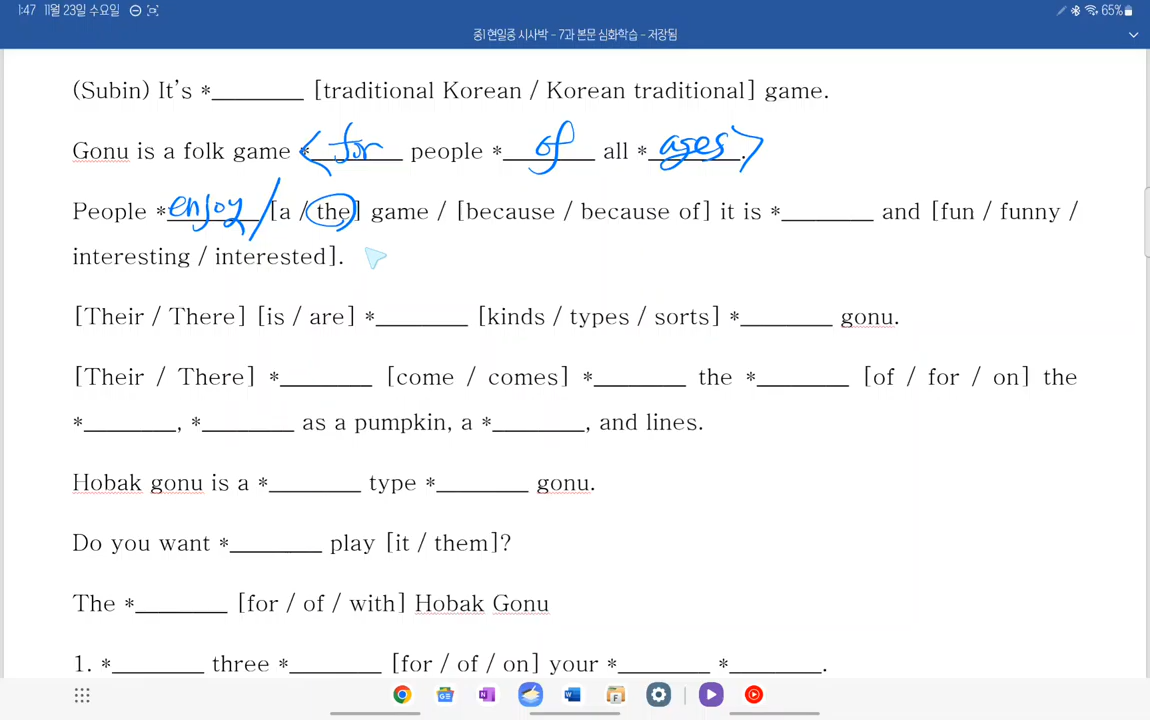 1:47 11월 23일 수요일 65%
중1 현일중 시사박 - 7과 본문 심화학습 - 저장됨
(Subin) It's *________ [traditional Korean / Korean traditional] game.
Gonu is a folk game <*for people *of all *ages>.
People *enjoy / [a / the] game / [because / because of] it is *________ and [fun / funny /
interesting / interested].
[Their / There] [is / are] *________ [kinds / types / sorts] *________ gonu.
[Their / There] *________ [come / comes] *________ the *________ [of / for / on] the
*________, *________ as a pumpkin, a *________, and lines.
Hobak gonu is a *________ type *________ gonu.
Do you want *________ play [it / them]?
The *________ [for / of / with] Hobak Gonu
1. *________ three *________ [for / of / on] your *________ *________.